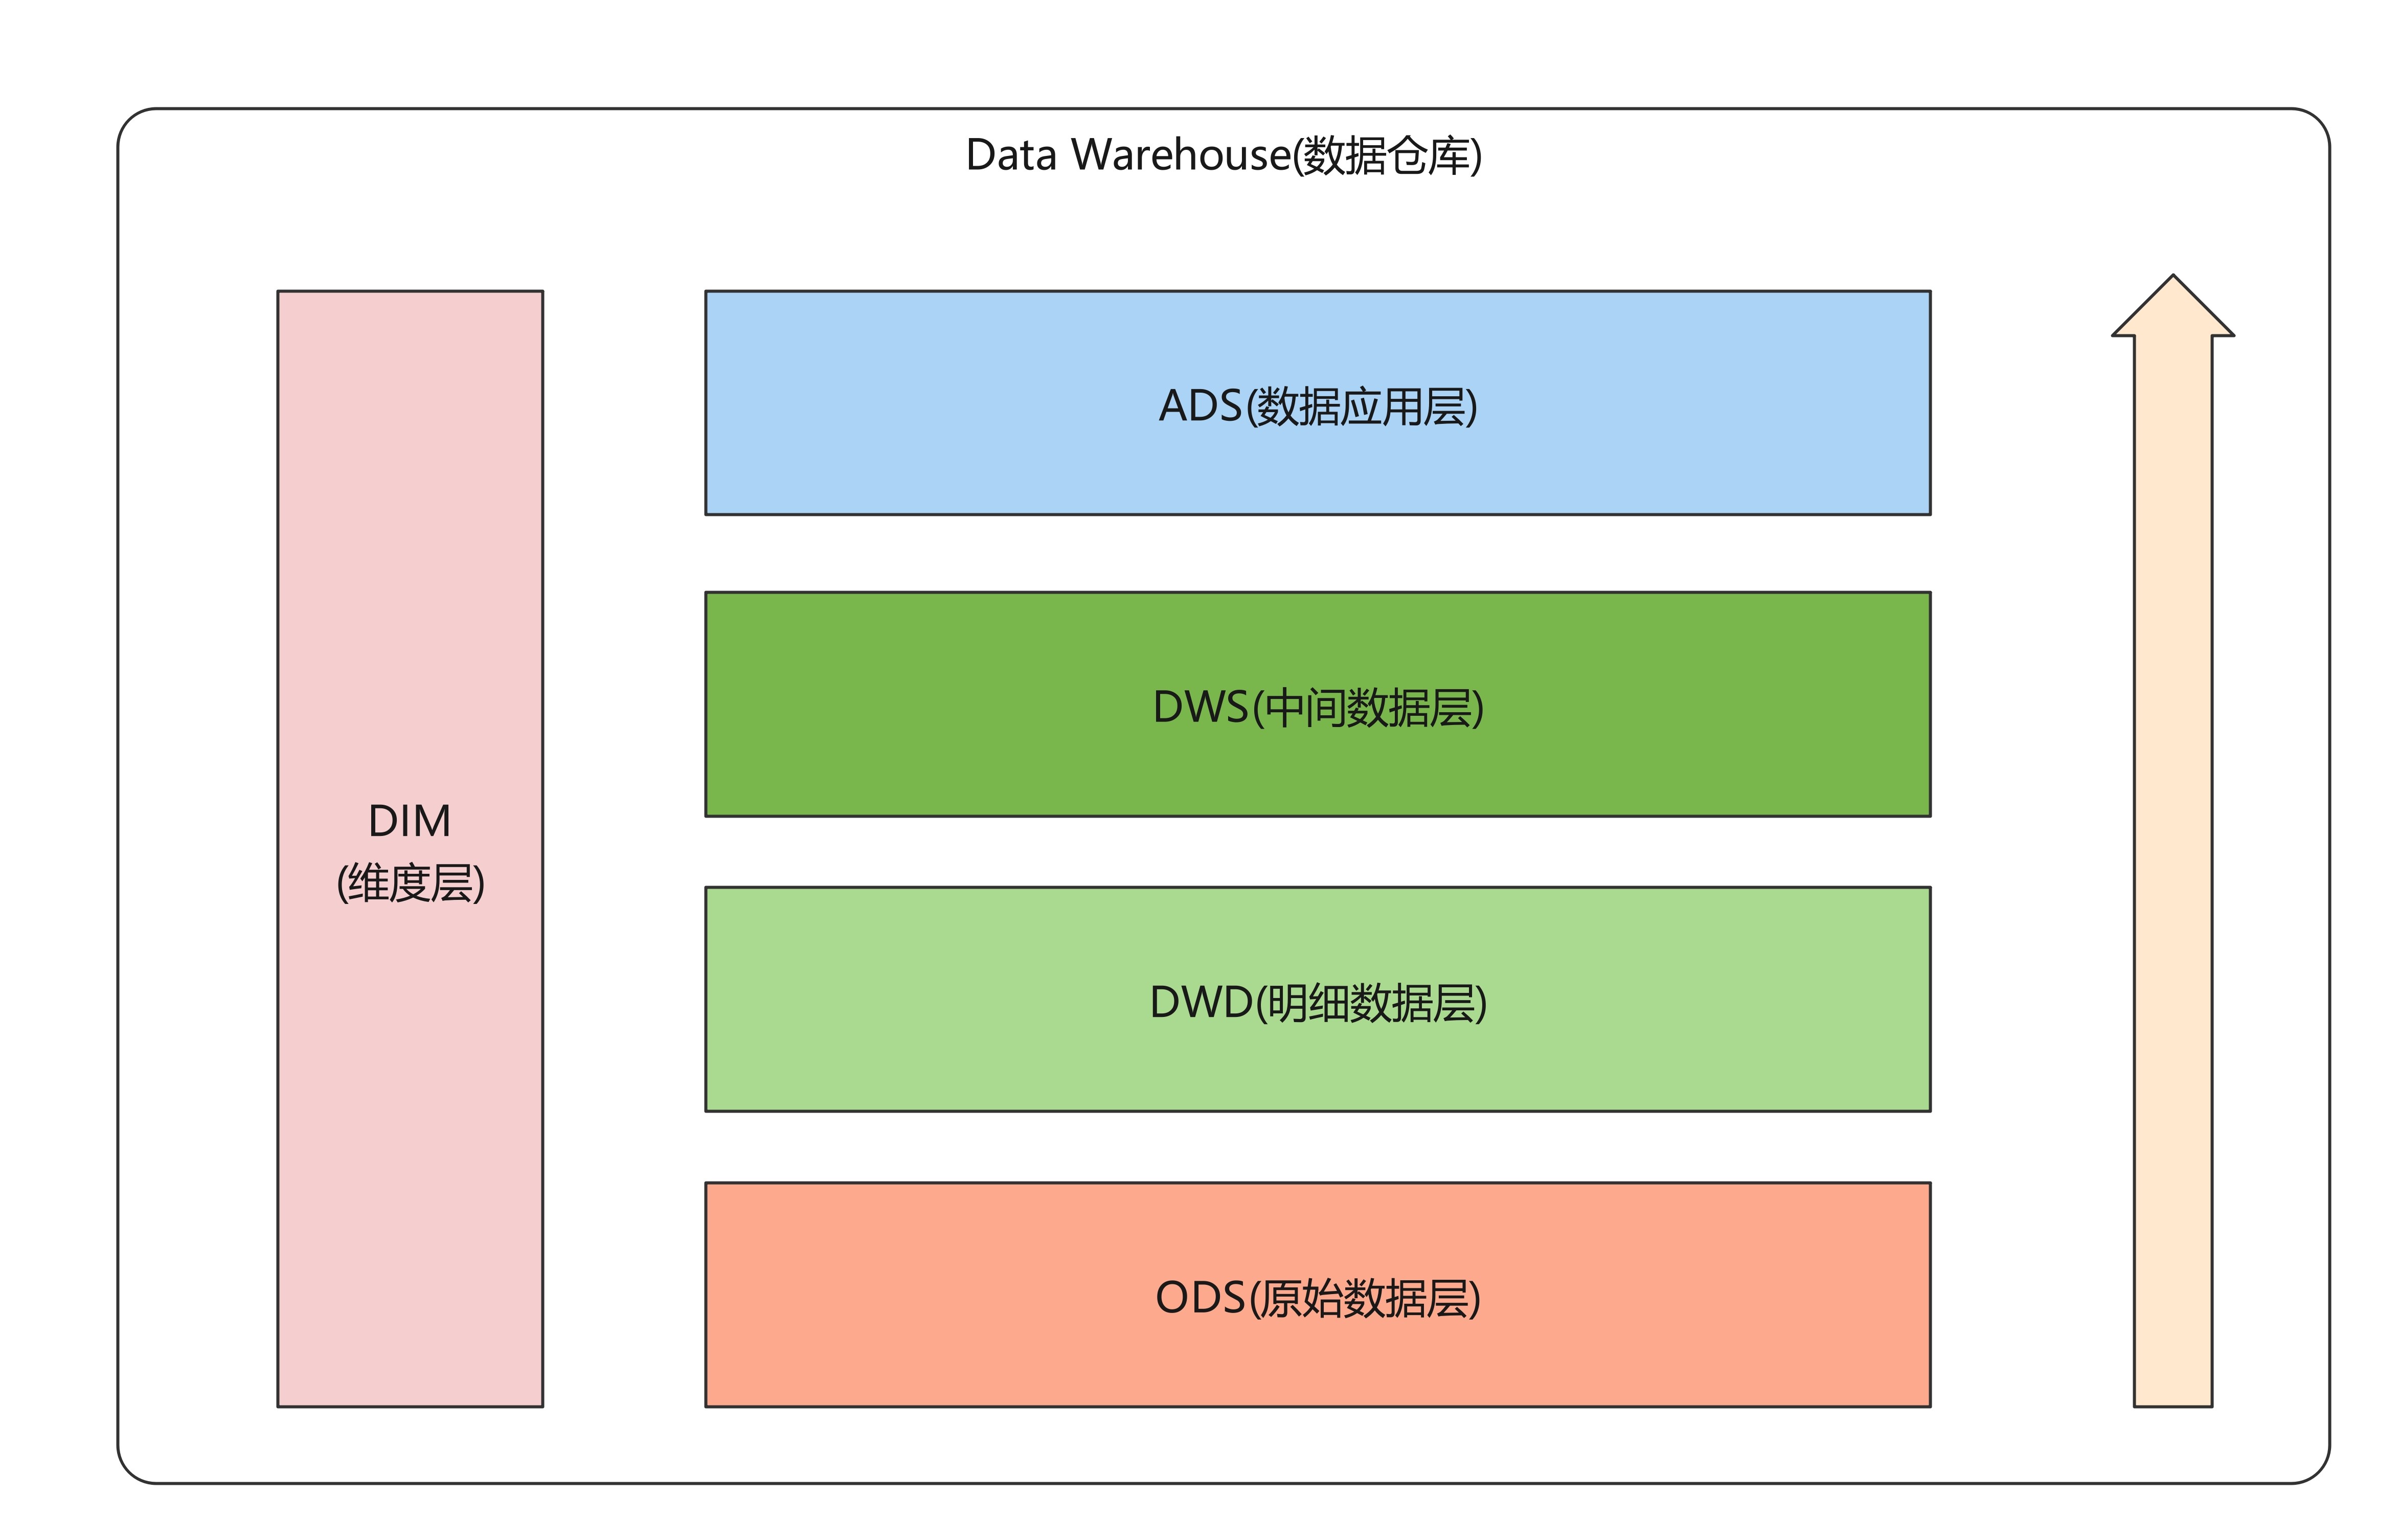 Data Warehouse(数据仓库)
ADS(数据应用层)
DWS(中间数据层)
DIM
(维度层)
DWD(明细数据层)
ODS(原始数据层)